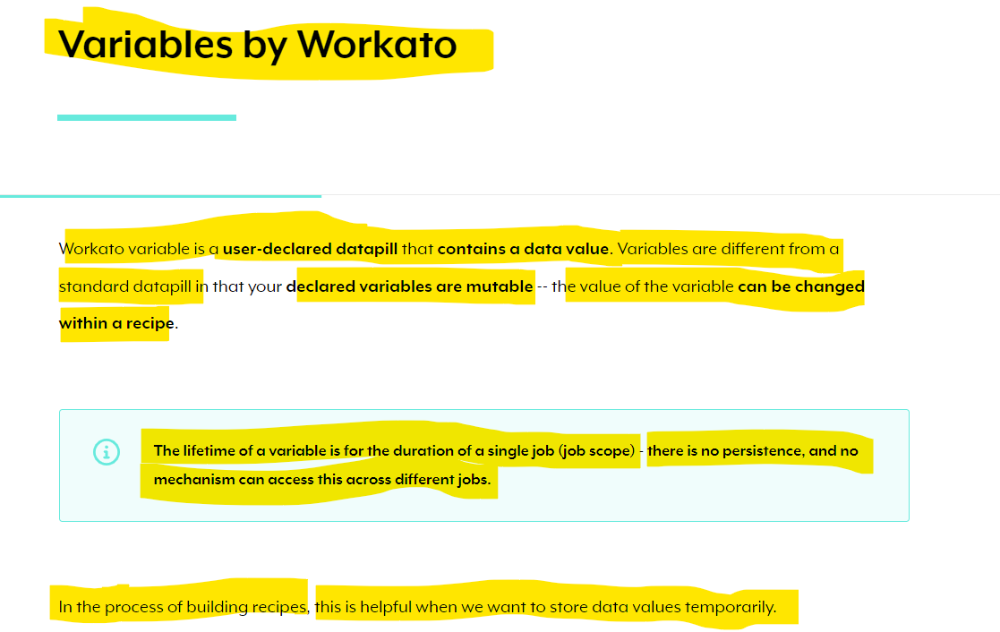 Variables by Workato
Workato variable is a user-declared datapill that contains a data value. Variables are different from a
standard datapill in that your declared variables are mutable -- the value of the variable can be changed
within a recipe.
The lifetime of a variable is for the duration of a single job (job scope) - there is no persistence, and no
mechanism can access this across different jobs.
In the process of building recipes, this is helpful when we want to store data values temporarily.